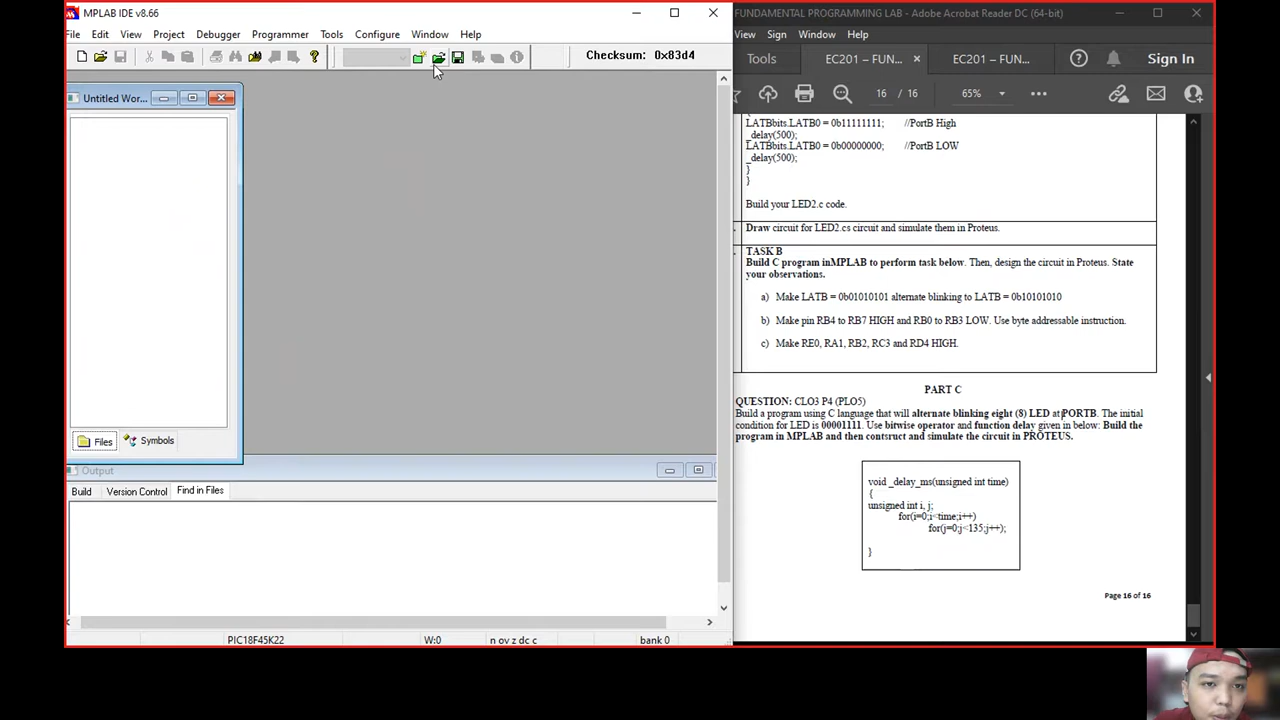 MPLAB IDE v8.66
File Edit View Project Debugger Programmer Tools Configure Window Help
Checksum: 0x83d4
Untitled Wor...
Files Symbols
Output
Build Version Control Find in Files
PIC18F45K22 W:0 n ov z dc c bank 0
FUNDAMENTAL PROGRAMMING LAB - Adobe Acrobat Reader DC (64-bit)
View Sign Window Help
Tools EC201 – FUN... × EC201 – FUN... Sign In
16 / 16 65%
{
LATBbits.LATB0 = 0b11111111; //PortB High
_delay(500);
LATBbits.LATB0 = 0b00000000; //PortB LOW
_delay(500);
}
}
Build your LED2.c code.
Draw circuit for LED2.cs circuit and simulate them in Proteus.
TASK B
Build C program inMPLAB to perform task below. Then, design the circuit in Proteus. State
your observations.
a) Make LATB = 0b01010101 alternate blinking to LATB = 0b10101010
b) Make pin RB4 to RB7 HIGH and RB0 to RB3 LOW. Use byte addressable instruction.
c) Make RE0, RA1, RB2, RC3 and RD4 HIGH.
PART C
QUESTION: CLO3 P4 (PLO5)
Build a program using C language that will alternate blinking eight (8) LED at PORTB. The initial
condition for LED is 00001111. Use bitwise operator and function delay given in below: Build the
program in MPLAB and then contsruct and simulate the circuit in PROTEUS.
void _delay_ms(unsigned int time)
{
unsigned int i, j;
for(i=0;i<time;i++)
for(j=0;j<135;j++);
}
Page 16 of 16